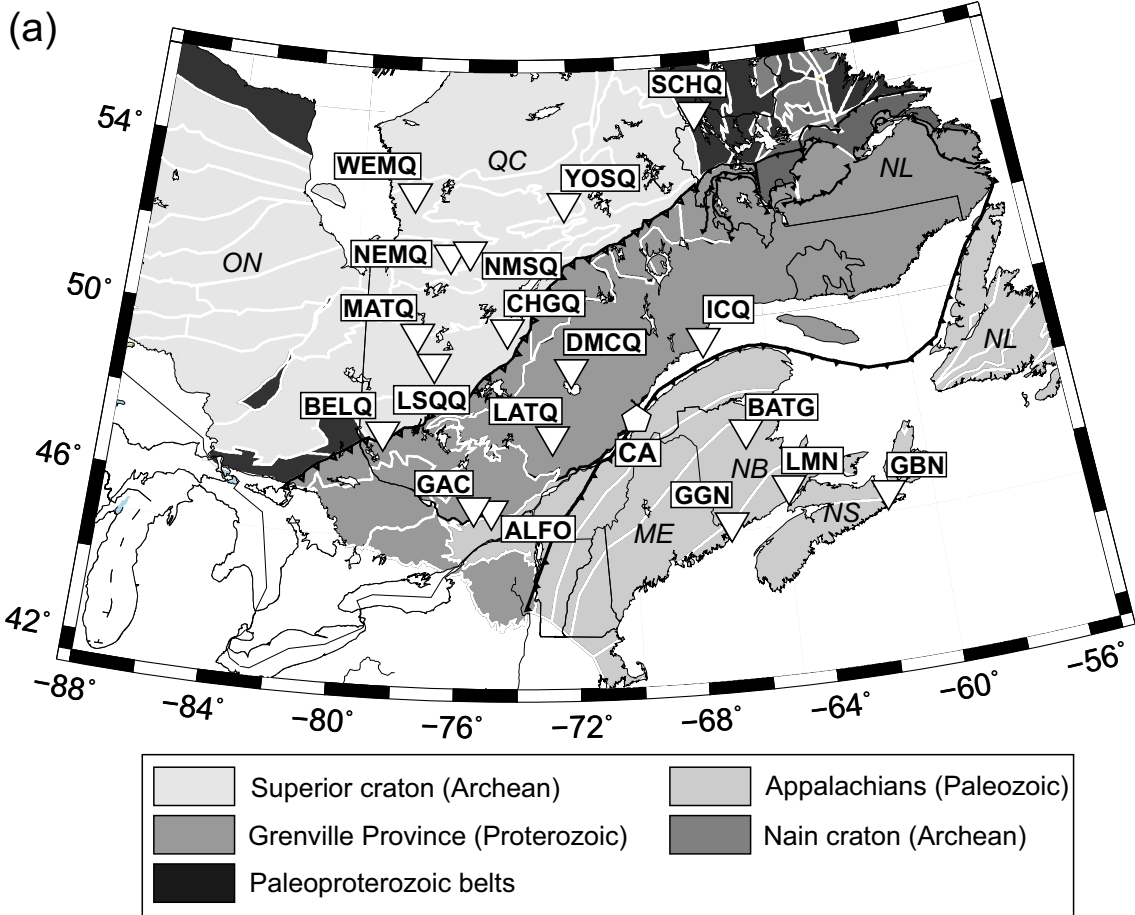 (a)
SCHQ
54°
QC
WEMQ
YOSQ
NL
NEMQ
NMSQ
ON
50°
MATQ
CHGQ
ICQ
DMCQ
NL
BELQ
LSQQ
LATQ
BATG
46°
CA
NB
LMN
GBN
GAC
GGN
NS
ALFO
ME
42°
−88°
−84°
−80°
−76°
−72°
−68°
−64°
−60°
−56°
Superior craton (Archean)
Appalachians (Paleozoic)
Grenville Province (Proterozoic)
Nain craton (Archean)
Paleoproterozoic belts